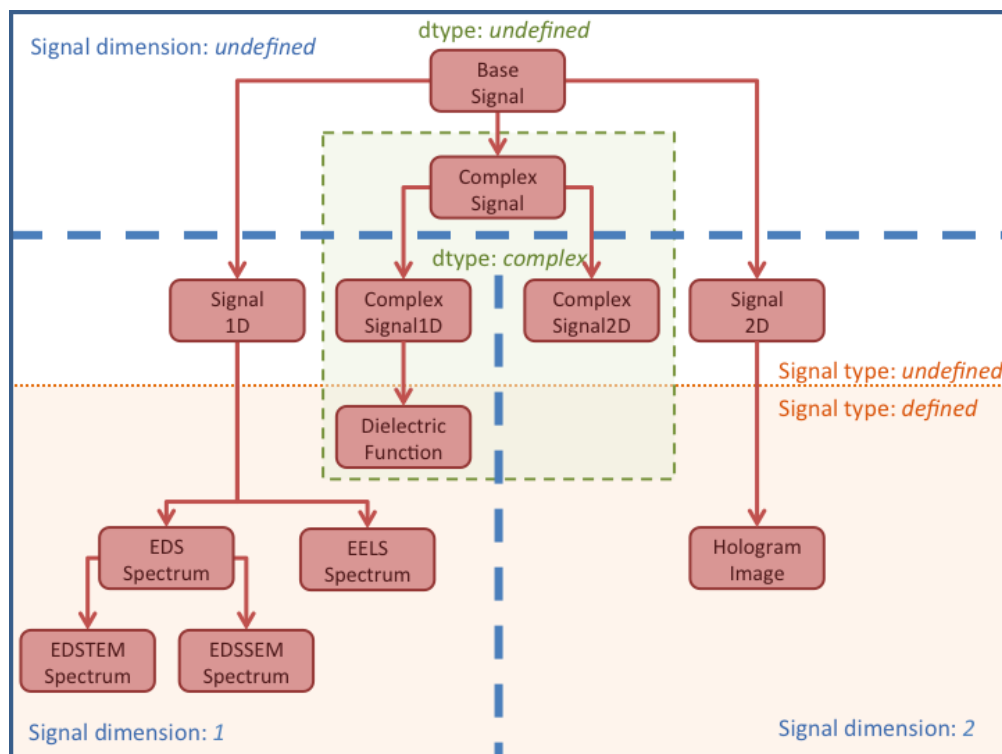 dtype: undefined
Signal dimension: undefined
Base
Signal
Complex
Signal
dtype: complex
Signal
1D
Complex
Signal1D
Complex
Signal2D
Signal
2D
Signal type: undefined
Signal type: defined
Dielectric
Function
EDS
Spectrum
EELS
Spectrum
Hologram
Image
EDSTEM
Spectrum
EDSSEM
Spectrum
Signal dimension: 1
Signal dimension: 2